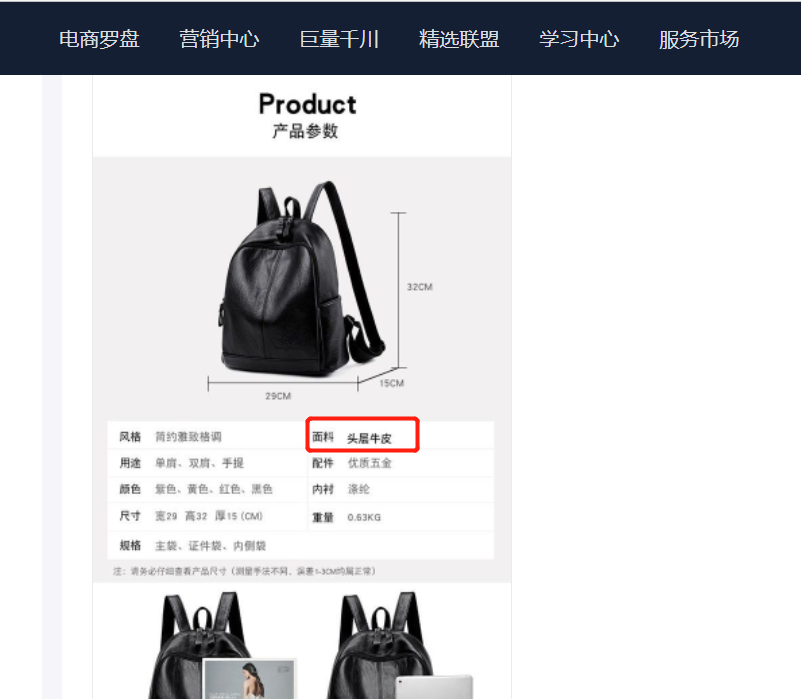 电商罗盘 营销中心 巨量千川 精选联盟 学习中心 服务市场
Product
产品参数
32CM
15CM
29CM
风格 简约雅致格调 面料 头层牛皮
用途 单肩、双肩、手提 配件 优质五金
颜色 紫色、黄色、红色、黑色 内衬 涤纶
尺寸 宽29 高32 厚15 (CM) 重量 0.63KG
规格 主袋、证件袋、内侧袋
注：请务必仔细查看产品尺寸（测量手法不同，误差1-3CM均属正常）